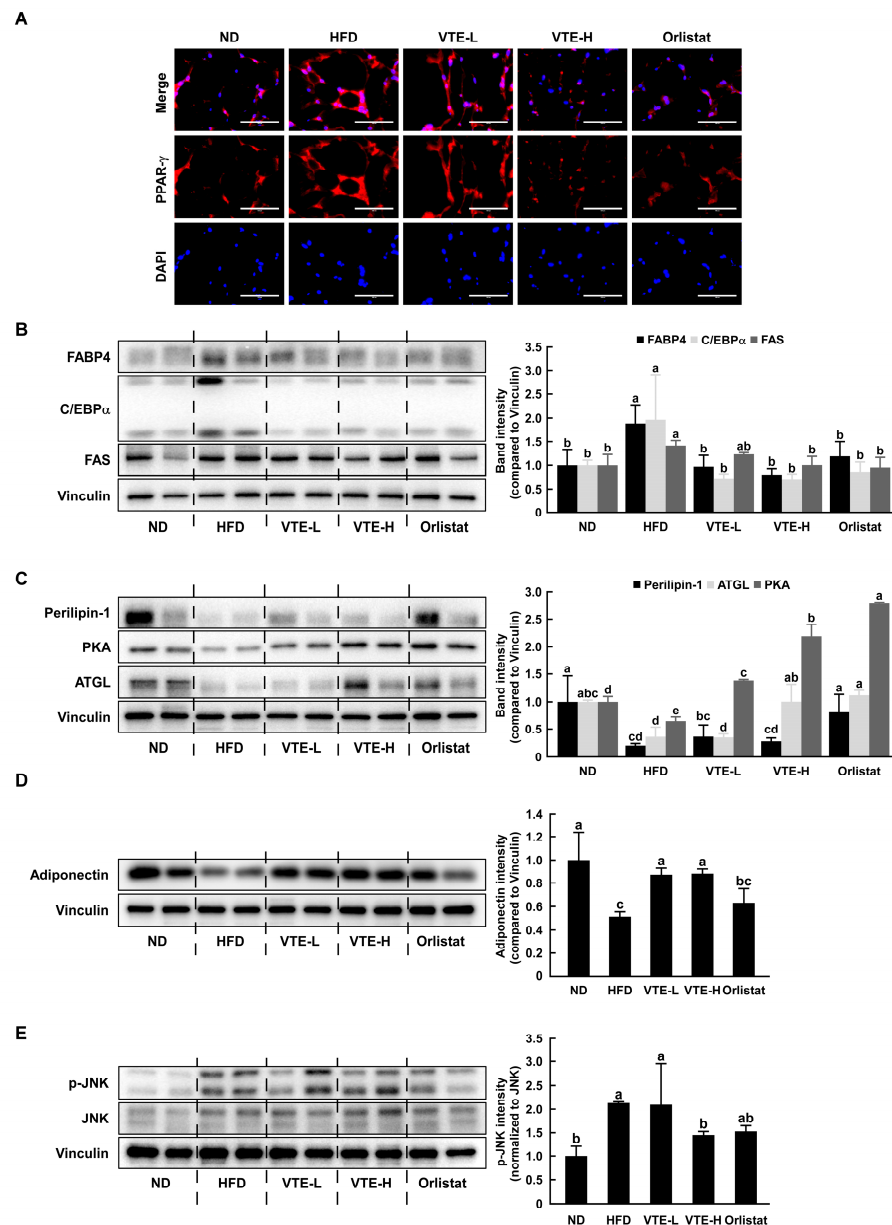 A
ND HFD VTE-L VTE-H Orlistat
Merge
PPAR-γ
DAPI
B
FABP4
C/EBPα
FAS
Vinculin
ND HFD VTE-L VTE-H Orlistat
FABP4 C/EBPα FAS
Band intensity
(compared to Vinculin)
3.5
3.0
2.5
2.0
1.5
1.0
0.5
0
b b b a a a b b ab b b b b b b
ND HFD VTE-L VTE-H Orlistat
C
Perilipin-1
PKA
ATGL
Vinculin
ND HFD VTE-L VTE-H Orlistat
Perilipin-1 ATGL PKA
Band intensity
(compared to Vinculin)
3.0
2.5
2.0
1.5
1.0
0.5
0
a abc d cd d e bc d c cd ab b a a a
ND HFD VTE-L VTE-H Orlistat
D
Adiponectin
Vinculin
ND HFD VTE-L VTE-H Orlistat
Adiponectin intensity
(compared to Vinculin)
1.4
1.2
1.0
0.8
0.6
0.4
0.2
0
a c a a bc
ND HFD VTE-L VTE-H Orlistat
E
p-JNK
JNK
Vinculin
ND HFD VTE-L VTE-H Orlistat
p-JNK intensity
(normalized to JNK)
3.5
3.0
2.5
2.0
1.5
1.0
0.5
0
b a a b ab
ND HFD VTE-L VTE-H Orlistat